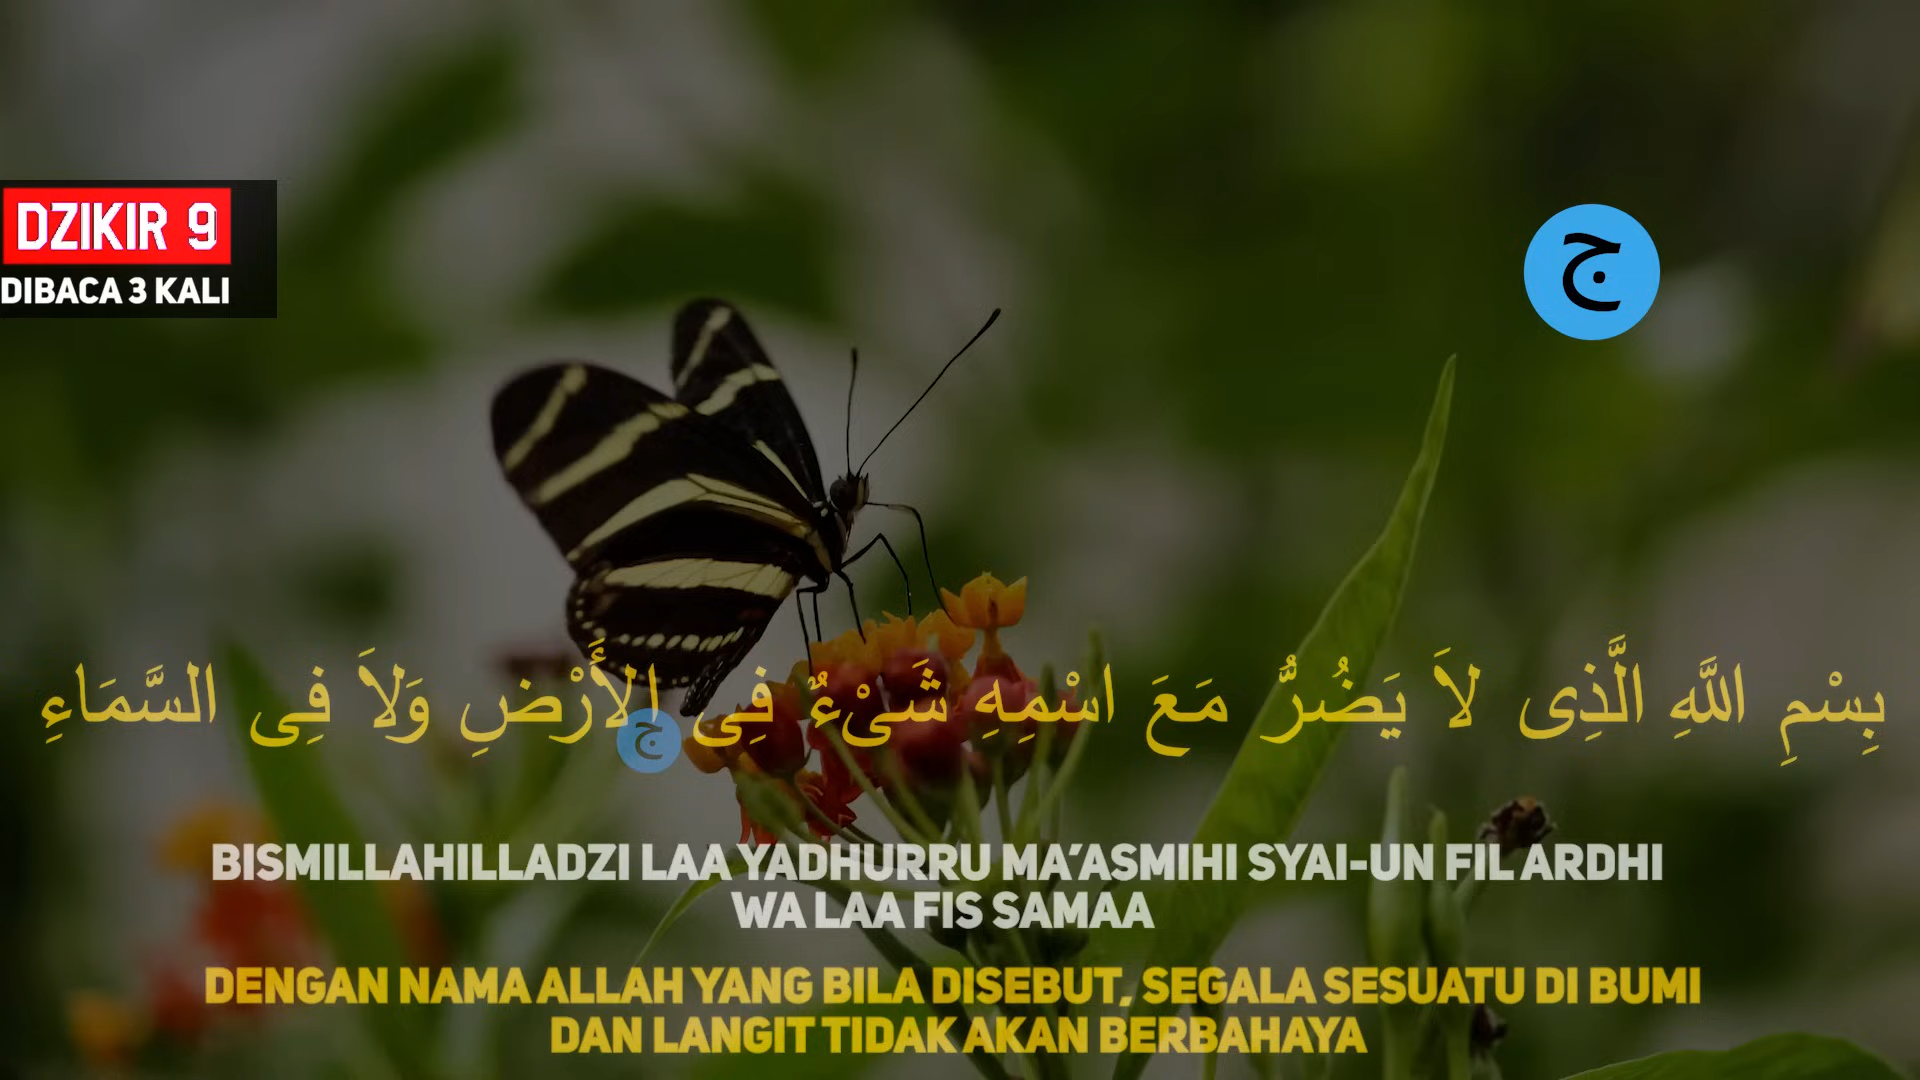 DZIKIR 9
DIBACA 3 KALI
ج
بِسْمِ اللَّهِ الَّذِى لاَ يَضُرُّ مَعَ اسْمِهِ شَىْءٌ فِى الأَرْضِ وَلاَ فِى السَّمَاءِ
ج
BISMILLAHILLADZI LAA YADHURRU MA'ASMIHI SYAI-UN FIL ARDHI
WA LAA FIS SAMAA
DENGAN NAMA ALLAH YANG BILA DISEBUT, SEGALA SESUATU DI BUMI
DAN LANGIT TIDAK AKAN BERBAHAYA